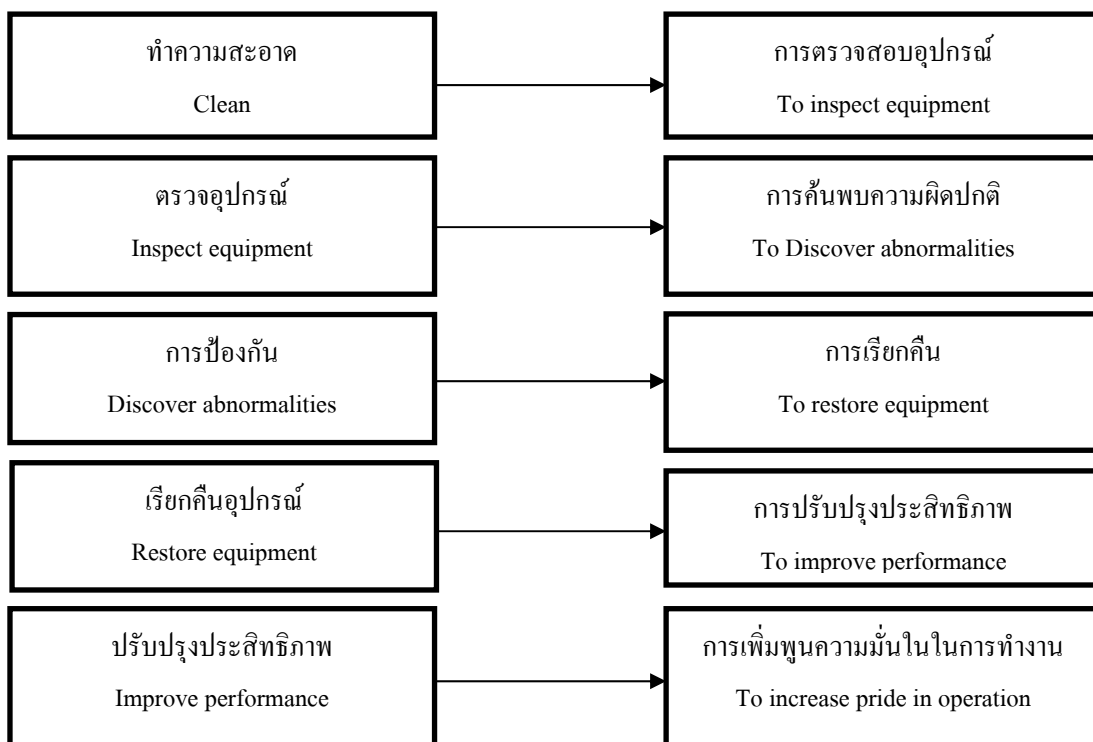 ทำความสะอาด
Clean
การตรวจสอบอุปกรณ์
To inspect equipment
ตรวจอุปกรณ์
Inspect equipment
การค้นพบความผิดปกติ
To Discover abnormalities
การป้องกัน
Discover abnormalities
การเรียกคืน
To restore equipment
เรียกคืนอุปกรณ์
Restore equipment
การปรับปรุงประสิทธิภาพ
To improve performance
ปรับปรุงประสิทธิภาพ
Improve performance
การเพิ่มพูนความมั่นในในการทำงาน
To increase pride in operation